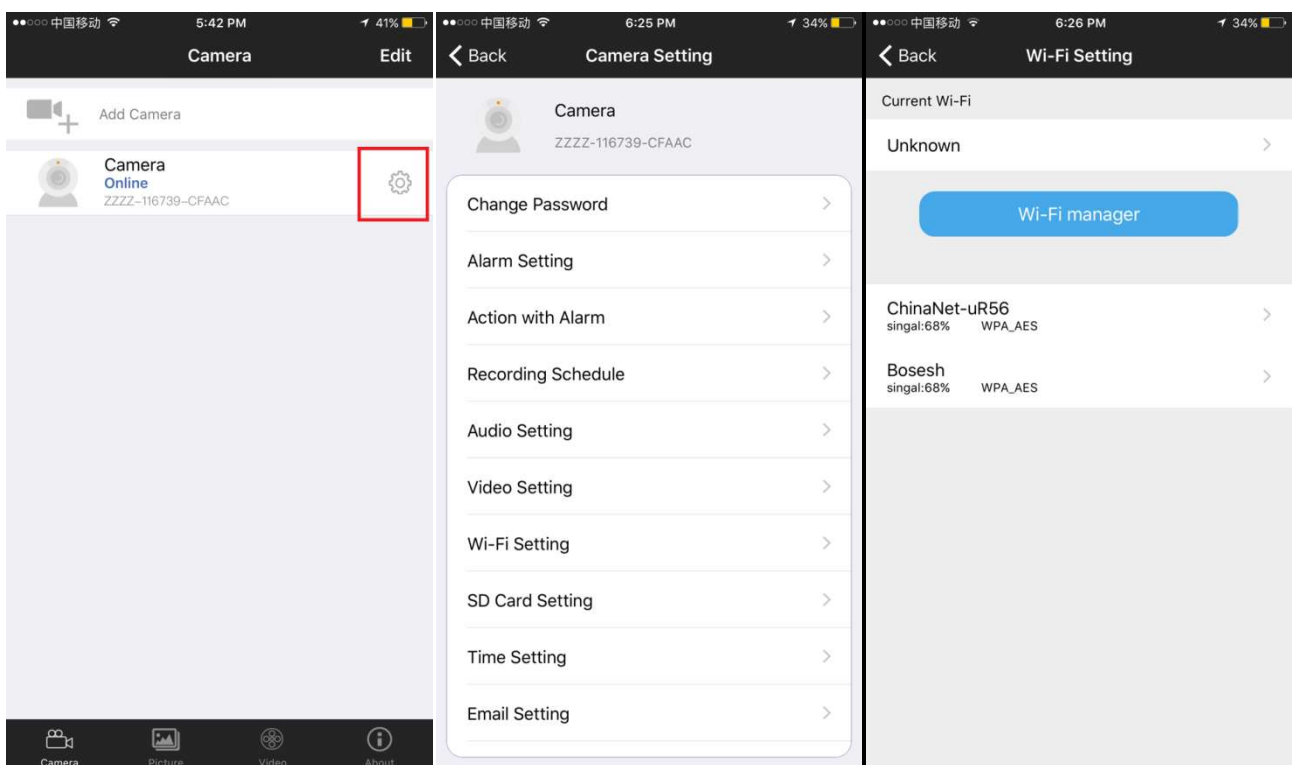 中国移动 5:42 PM 41%
Camera Edit
Add Camera
Camera
Online
ZZZZ-116739-CFAAC
Camera Picture Video About
中国移动 6:25 PM 34%
Back Camera Setting
Camera
ZZZZ-116739-CFAAC
Change Password
Alarm Setting
Action with Alarm
Recording Schedule
Audio Setting
Video Setting
Wi-Fi Setting
SD Card Setting
Time Setting
Email Setting
中国移动 6:26 PM 34%
Back Wi-Fi Setting
Current Wi-Fi
Unknown
Wi-Fi manager
ChinaNet-uR56
singal:68% WPA_AES
Bosesh
singal:68% WPA_AES